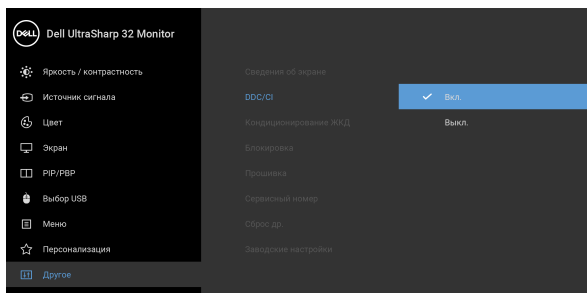 DELL
Dell UltraSharp 32 Monitor
Яркость / контрастность
Источник сигнала
Цвет
Экран
PIP/PBP
Выбор USB
Меню
Персонализация
Другое
Сведения об экране
DDC/CI
Кондиционирование ЖКД
Блокировка
Прошивка
Сервисный номер
Сброс др
Заводские настройки
Вкл.
Выкл.